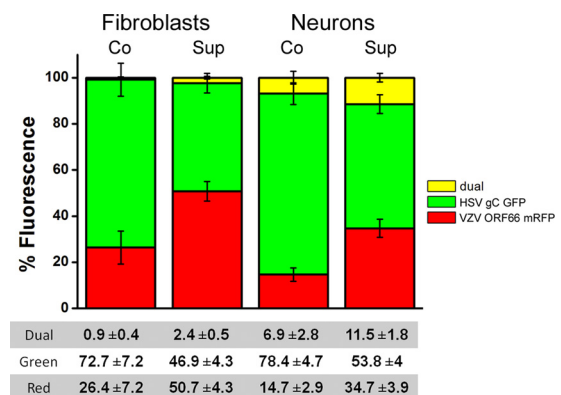 Fibroblasts Neurons
Co Sup Co Sup
100
80
60
40
20
0
% Fluorescence
dual
HSV gC GFP
VZV ORF66 mRFP
Dual 0.9 ±0.4 2.4 ±0.5 6.9 ±2.8 11.5 ±1.8
Green 72.7 ±7.2 46.9 ±4.3 78.4 ±4.7 53.8 ±4
Red 26.4 ±7.2 50.7 ±4.3 14.7 ±2.9 34.7 ±3.9